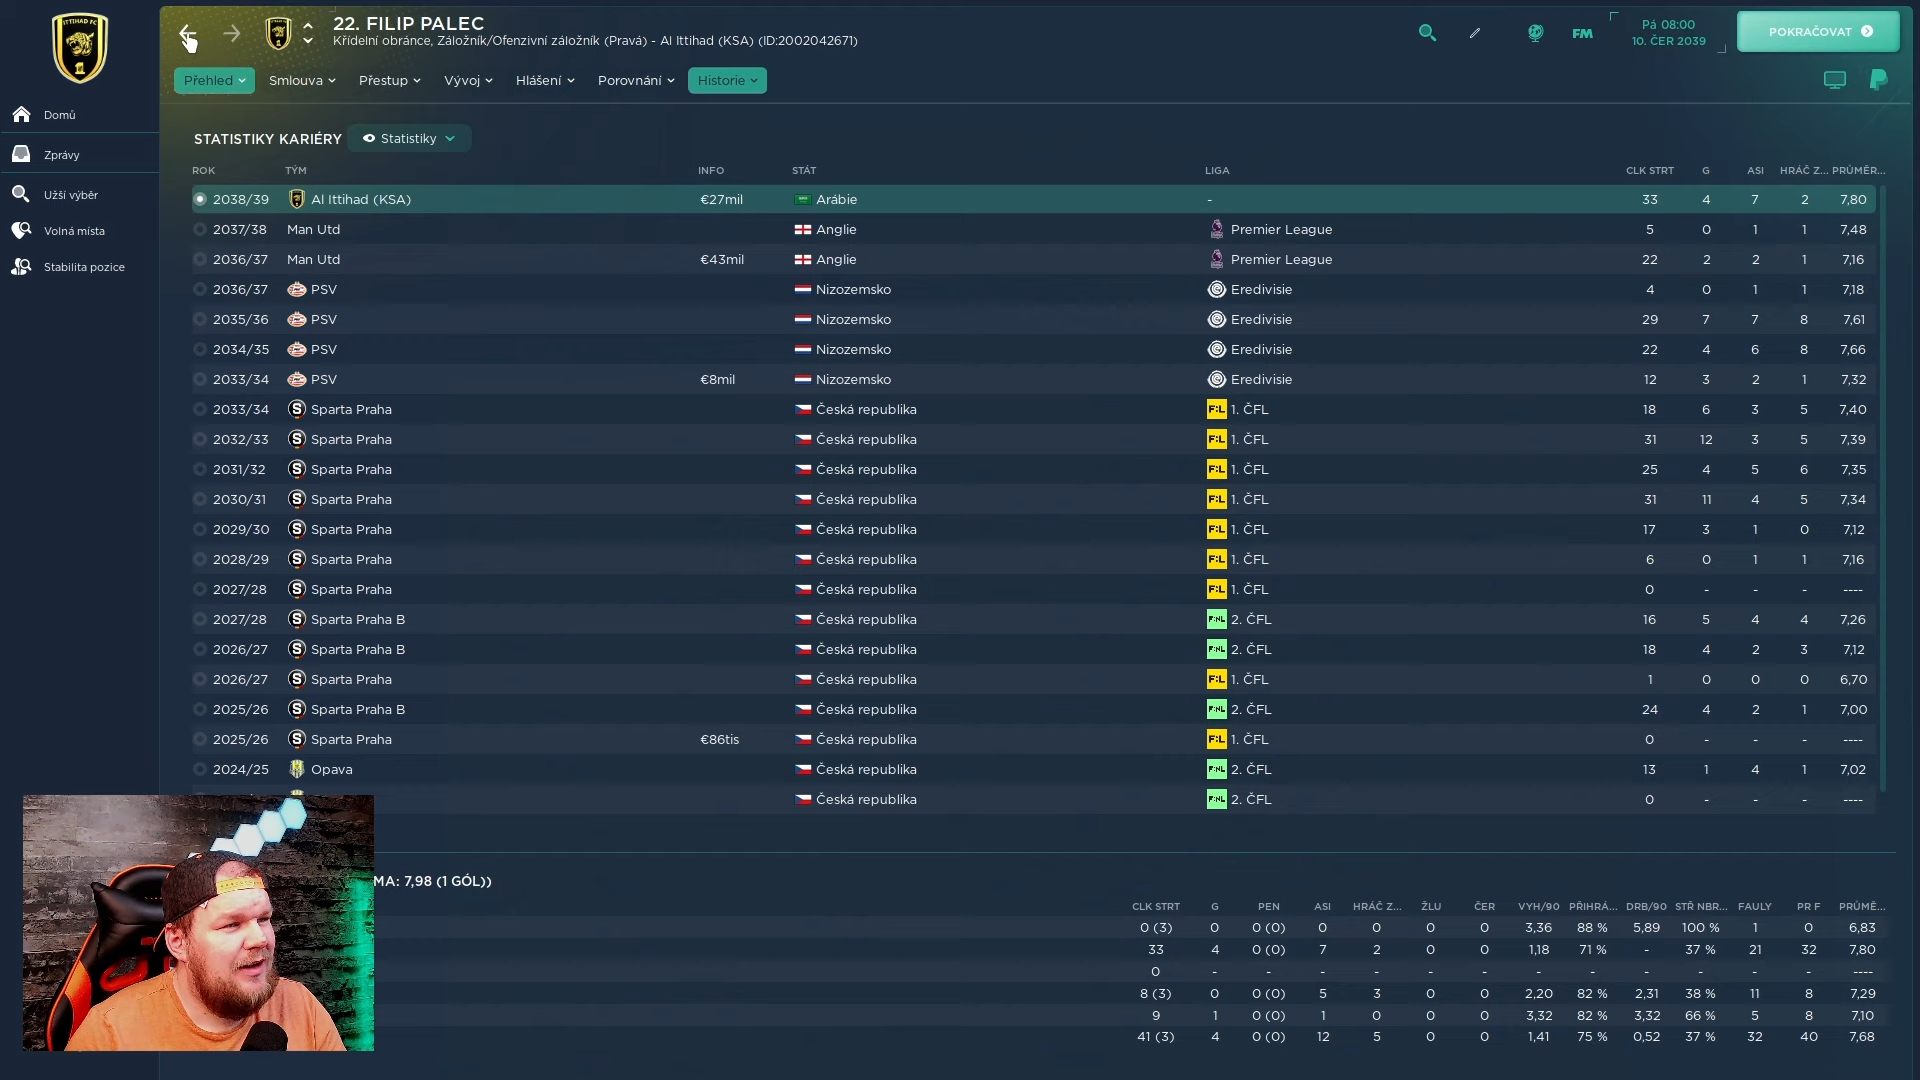 ITTIHAD FC
1
22. FILIP PALEC
Křídelní obránce, Záložník/Ofenzivní záložník (Pravá) - Al Ittihad (KSA) (ID:2002042671)
FM
Pá 08:00
10. ČER 2039
POKRAČOVAT
Přehled Smlouva Přestup Vývoj Hlášení Porovnání Historie
Domů
Zprávy
Užší výběr
Volná místa
Stabilita pozice
STATISTIKY KARIÉRY Statistiky
ROK TÝM INFO STÁT LIGA CLK STRT G ASI HRÁČ Z... PRŮMĚR...
2038/39 Al Ittihad (KSA) €27mil Arábie - 33 4 7 2 7,80
2037/38 Man Utd Anglie Premier League 5 0 1 1 7,48
2036/37 Man Utd €43mil Anglie Premier League 22 2 2 1 7,16
2036/37 PSV Nizozemsko Eredivisie 4 0 1 1 7,18
2035/36 PSV Nizozemsko Eredivisie 29 7 7 8 7,61
2034/35 PSV Nizozemsko Eredivisie 22 4 6 8 7,66
2033/34 PSV €8mil Nizozemsko Eredivisie 12 3 2 1 7,32
2033/34 Sparta Praha Česká republika F:L 1. ČFL 18 6 3 5 7,40
2032/33 Sparta Praha Česká republika F:L 1. ČFL 31 12 3 5 7,39
2031/32 Sparta Praha Česká republika F:L 1. ČFL 25 4 5 6 7,35
2030/31 Sparta Praha Česká republika F:L 1. ČFL 31 11 4 5 7,34
2029/30 Sparta Praha Česká republika F:L 1. ČFL 17 3 1 0 7,12
2028/29 Sparta Praha Česká republika F:L 1. ČFL 6 0 1 1 7,16
2027/28 Sparta Praha Česká republika F:L 1. ČFL 0 - - - ----
2027/28 Sparta Praha B Česká republika F:NL 2. ČFL 16 5 4 4 7,26
2026/27 Sparta Praha B Česká republika F:NL 2. ČFL 18 4 2 3 7,12
2026/27 Sparta Praha Česká republika F:L 1. ČFL 1 0 0 0 6,70
2025/26 Sparta Praha B Česká republika F:NL 2. ČFL 24 4 2 1 7,00
2025/26 Sparta Praha €86tis Česká republika F:L 1. ČFL 0 - - - ----
2024/25 Opava Česká republika F:NL 2. ČFL 13 1 4 1 7,02
Česká republika F:NL 2. ČFL 0 - - - ----
MA: 7,98 (1 GÓL))
CLK STRT G PEN ASI HRÁČ Z... ŽLU ČER VYH/90 PŘIHRÁ... DRB/90 STŘ NBR... FAULY PR F PRŮMĚ...
0 (3) 0 0 (0) 0 0 0 0 3,36 88 % 5,89 100 % 1 0 6,83
33 4 0 (0) 7 2 0 0 1,18 71 % - 37 % 21 32 7,80
0 - - - - - - - - - - - - ----
8 (3) 0 0 (0) 5 3 0 0 2,20 82 % 2,31 38 % 11 8 7,29
9 1 0 (0) 1 0 0 0 3,32 82 % 3,32 66 % 5 8 7,10
41 (3) 4 0 (0) 12 5 0 0 1,41 75 % 0,52 37 % 32 40 7,68